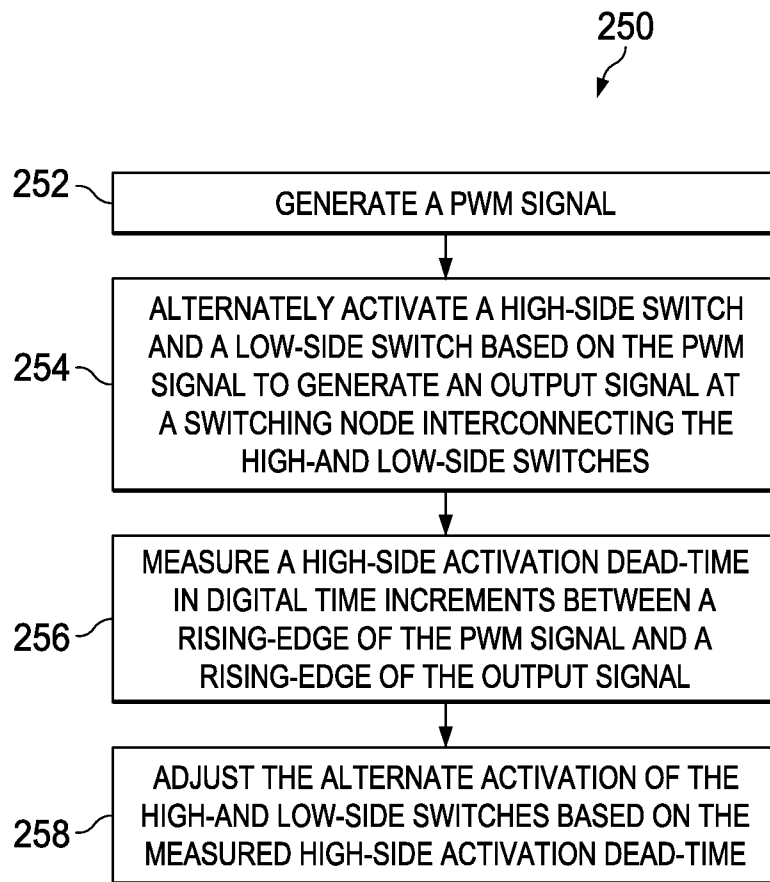 250
252
GENERATE A PWM SIGNAL
254
ALTERNATELY ACTIVATE A HIGH-SIDE SWITCH
AND A LOW-SIDE SWITCH BASED ON THE PWM
SIGNAL TO GENERATE AN OUTPUT SIGNAL AT
A SWITCHING NODE INTERCONNECTING THE
HIGH-AND LOW-SIDE SWITCHES
256
MEASURE A HIGH-SIDE ACTIVATION DEAD-TIME
IN DIGITAL TIME INCREMENTS BETWEEN A
RISING-EDGE OF THE PWM SIGNAL AND A
RISING-EDGE OF THE OUTPUT SIGNAL
258
ADJUST THE ALTERNATE ACTIVATION OF THE
HIGH-AND LOW-SIDE SWITCHES BASED ON THE
MEASURED HIGH-SIDE ACTIVATION DEAD-TIME